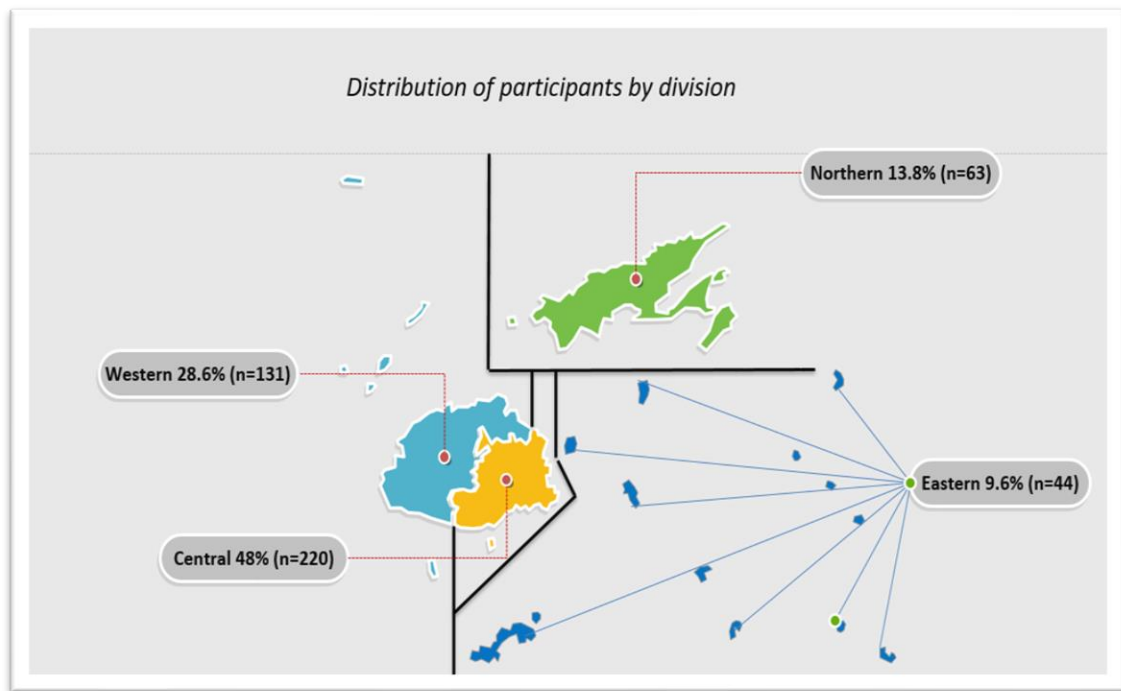 Distribution of participants by division
Northern 13.8% (n=63)
Western 28.6% (n=131)
Eastern 9.6% (n=44)
Central 48% (n=220)